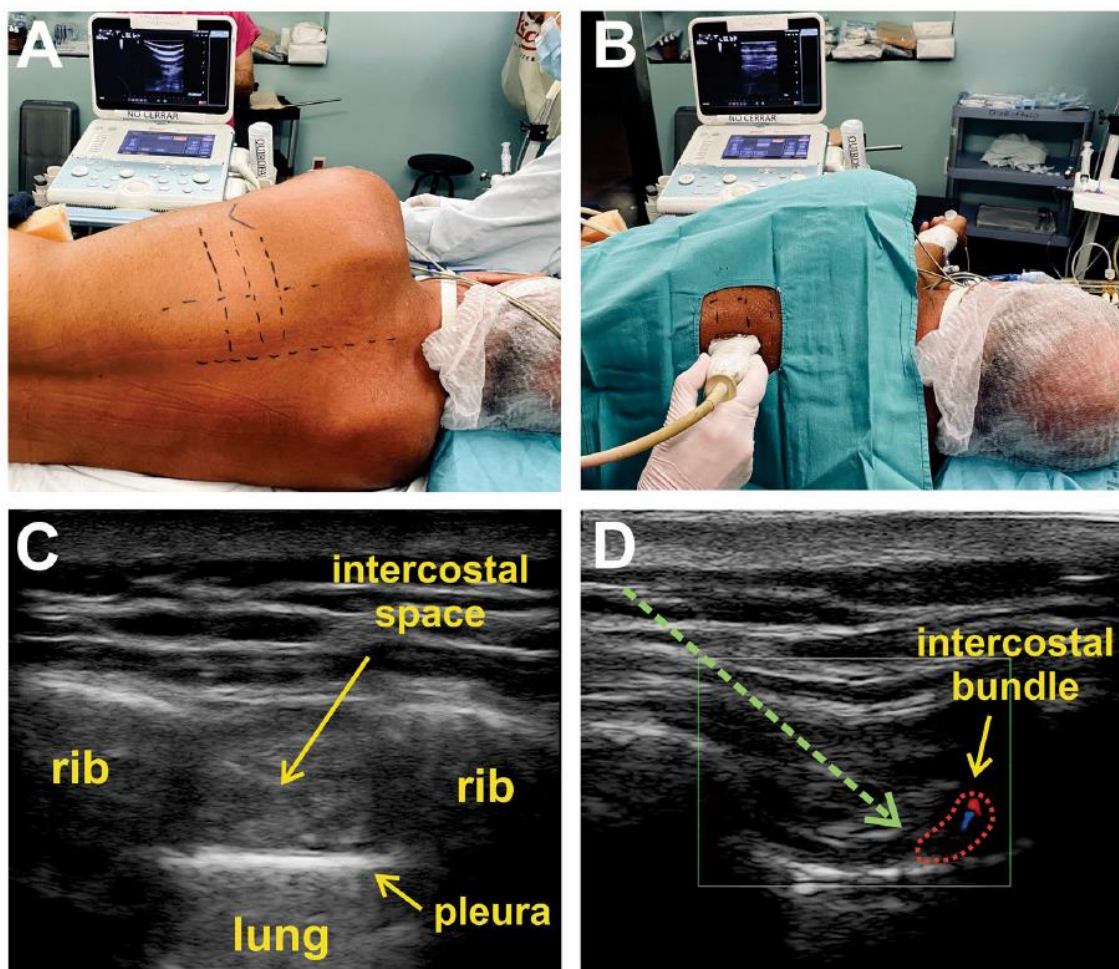 A
NO CERRAR
B
NO CERRAR
C
intercostal
space
rib
rib
pleura
lung
D
intercostal
bundle